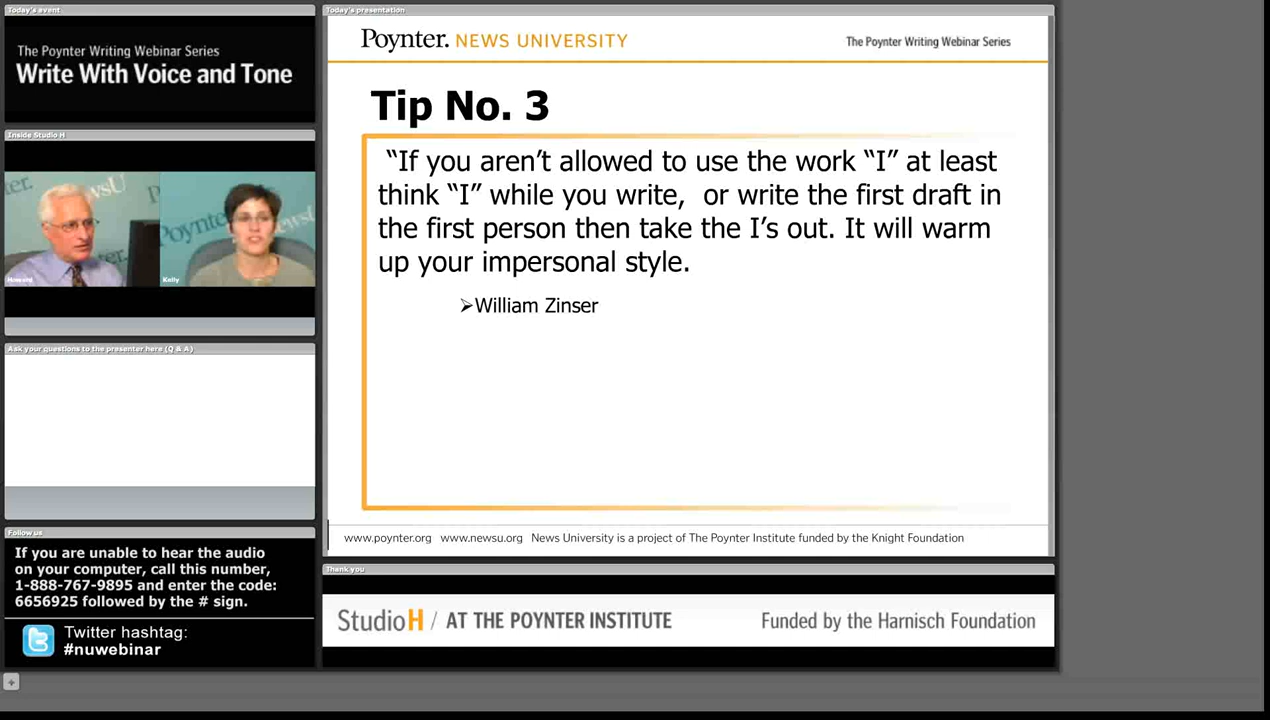 Today's event
The Poynter Writing Webinar Series
Write With Voice and Tone
Inside Studio H
Poynter.
NewsU
Howard
Kelly
Ask your questions to the presenter here (Q & A)
Follow us
If you are unable to hear the audio
on your computer, call this number,
1-888-767-9895 and enter the code:
6656925 followed by the # sign.
Twitter hashtag:
#nuwebinar
Today's presentation
Poynter. NEWS UNIVERSITY
The Poynter Writing Webinar Series
Tip No. 3
“If you aren’t allowed to use the work “I” at least
think “I” while you write, or write the first draft in
the first person then take the I’s out. It will warm
up your impersonal style.
➢William Zinser
www.poynter.org www.newsu.org News University is a project of The Poynter Institute funded by the Knight Foundation
Thank you
StudioH / AT THE POYNTER INSTITUTE
Funded by the Harnisch Foundation